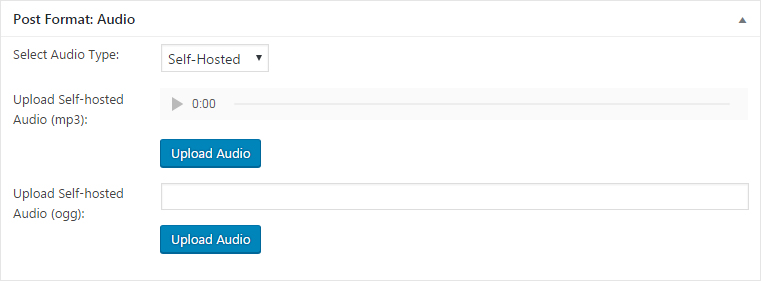 Post Format: Audio
Select Audio Type:
Self-Hosted
Upload Self-hosted
Audio (mp3):
0:00
Upload Audio
Upload Self-hosted
Audio (ogg):
Upload Audio